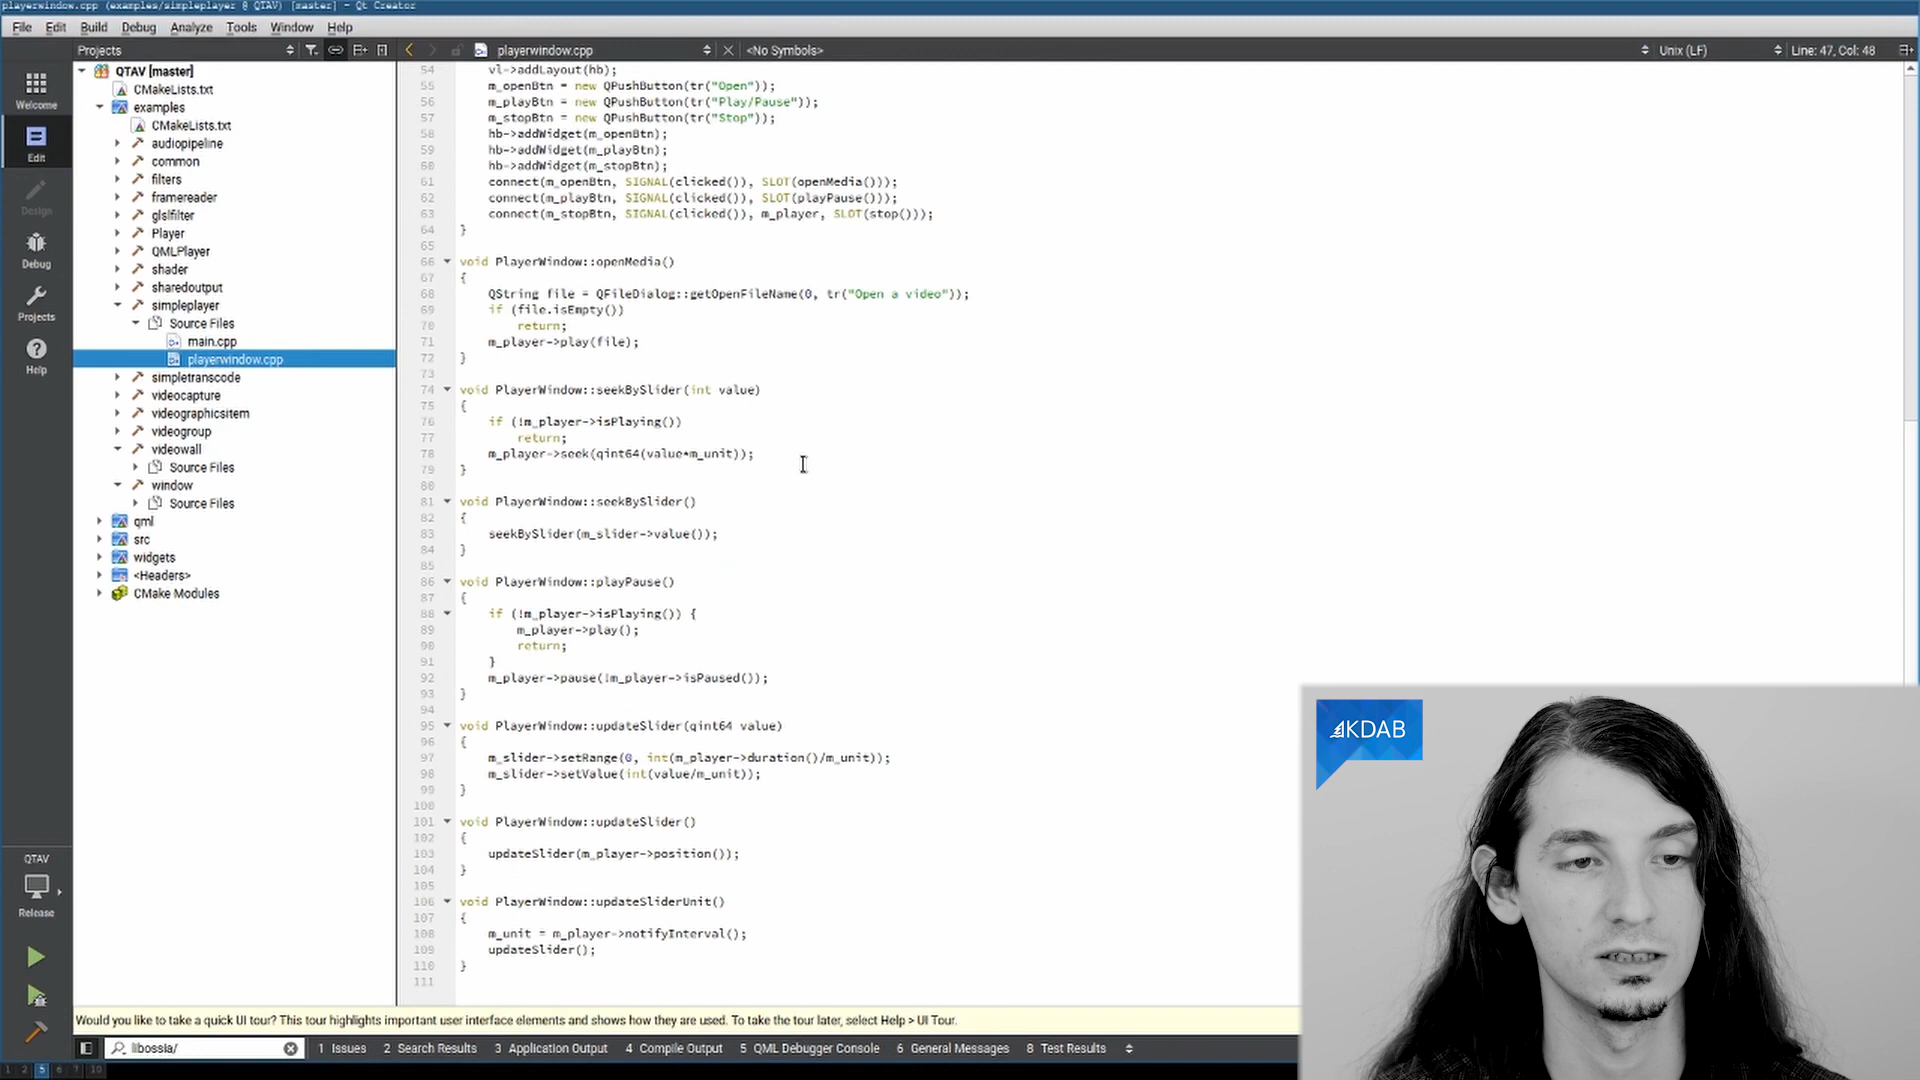 playerwindow.cpp (examples/simpleplayer @ QTAV) [master] - Qt Creator
File Edit Build Debug Analyze Tools Window Help
Projects playerwindow.cpp <No Symbols> Unix (LF) Line: 47, Col: 48
Welcome
Edit
Design
Debug
Projects
Help
QTAV
Release
QTAV [master]
CMakeLists.txt
examples
CMakeLists.txt
audiopipeline
common
filters
framereader
glslfilter
Player
QMLPlayer
shader
sharedoutput
simpleplayer
Source Files
main.cpp
playerwindow.cpp
simpletranscode
videocapture
videographicsitem
videogroup
videowall
Source Files
window
Source Files
qml
src
widgets
<Headers>
CMake Modules
54 vl->addLayout(hb);
55 m_openBtn = new QPushButton(tr("Open"));
56 m_playBtn = new QPushButton(tr("Play/Pause"));
57 m_stopBtn = new QPushButton(tr("Stop"));
58 hb->addWidget(m_openBtn);
59 hb->addWidget(m_playBtn);
60 hb->addWidget(m_stopBtn);
61 connect(m_openBtn, SIGNAL(clicked()), SLOT(openMedia()));
62 connect(m_playBtn, SIGNAL(clicked()), SLOT(playPause()));
63 connect(m_stopBtn, SIGNAL(clicked()), m_player, SLOT(stop()));
64 }
65
66 void PlayerWindow::openMedia()
67 {
68 QString file = QFileDialog::getOpenFileName(0, tr("Open a video"));
69 if (file.isEmpty())
70 return;
71 m_player->play(file);
72 }
73
74 void PlayerWindow::seekBySlider(int value)
75 {
76 if (!m_player->isPlaying())
77 return;
78 m_player->seek(qint64(value*m_unit));
79 }
80
81 void PlayerWindow::seekBySlider()
82 {
83 seekBySlider(m_slider->value());
84 }
85
86 void PlayerWindow::playPause()
87 {
88 if (!m_player->isPlaying()) {
89 m_player->play();
90 return;
91 }
92 m_player->pause(!m_player->isPaused());
93 }
94
95 void PlayerWindow::updateSlider(qint64 value)
96 {
97 m_slider->setRange(0, int(m_player->duration()/m_unit));
98 m_slider->setValue(int(value/m_unit));
99 }
100
101 void PlayerWindow::updateSlider()
102 {
103 updateSlider(m_player->position());
104 }
105
106 void PlayerWindow::updateSliderUnit()
107 {
108 m_unit = m_player->notifyInterval();
109 updateSlider();
110 }
111
KDAB
Would you like to take a quick UI tour? This tour highlights important user interface elements and shows how they are used. To take the tour later, select Help > UI Tour.
libossia/ 1 Issues 2 Search Results 3 Application Output 4 Compile Output 5 QML Debugger Console 6 General Messages 8 Test Results
1 2 5 6 7 10